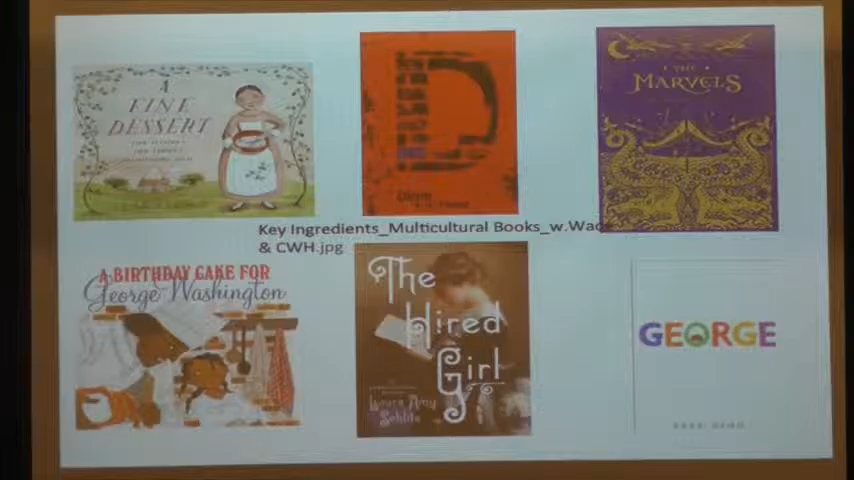 A
FINE
DESSERT
THE
MARVELS
Key Ingredients_Multicultural Books_w.Wad
& CWH.jpg
A BIRTHDAY CAKE FOR
George Washington
The
Hired
Girl
Laura Amy
Schlitz
GEORGE